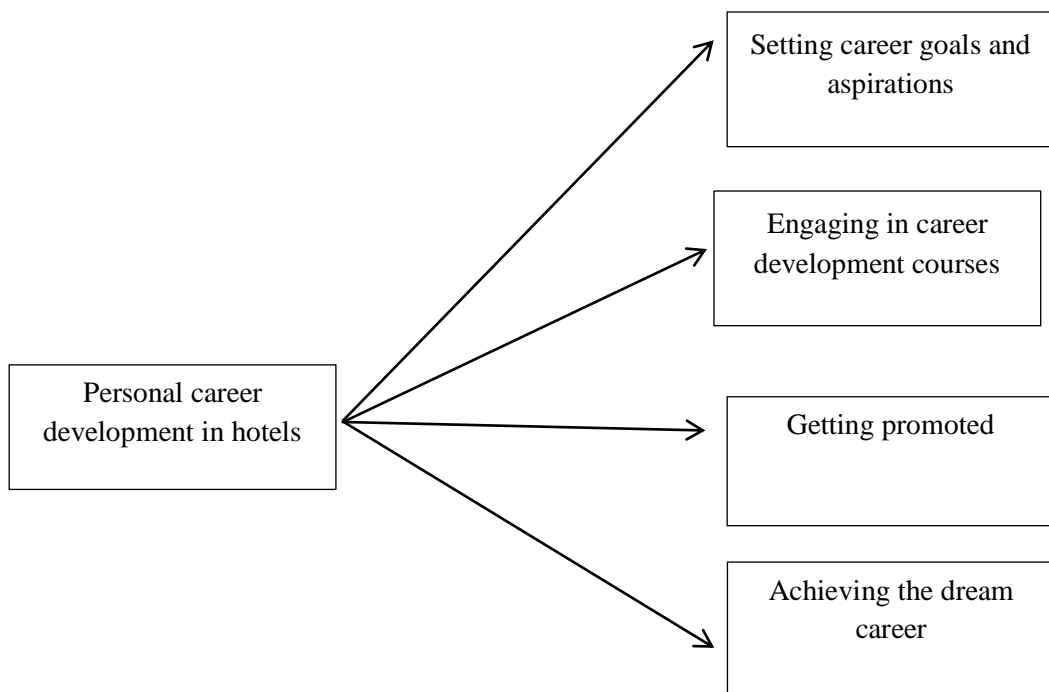 Setting career goals and
aspirations
Engaging in career
development courses
Personal career
development in hotels
Getting promoted
Achieving the dream
career